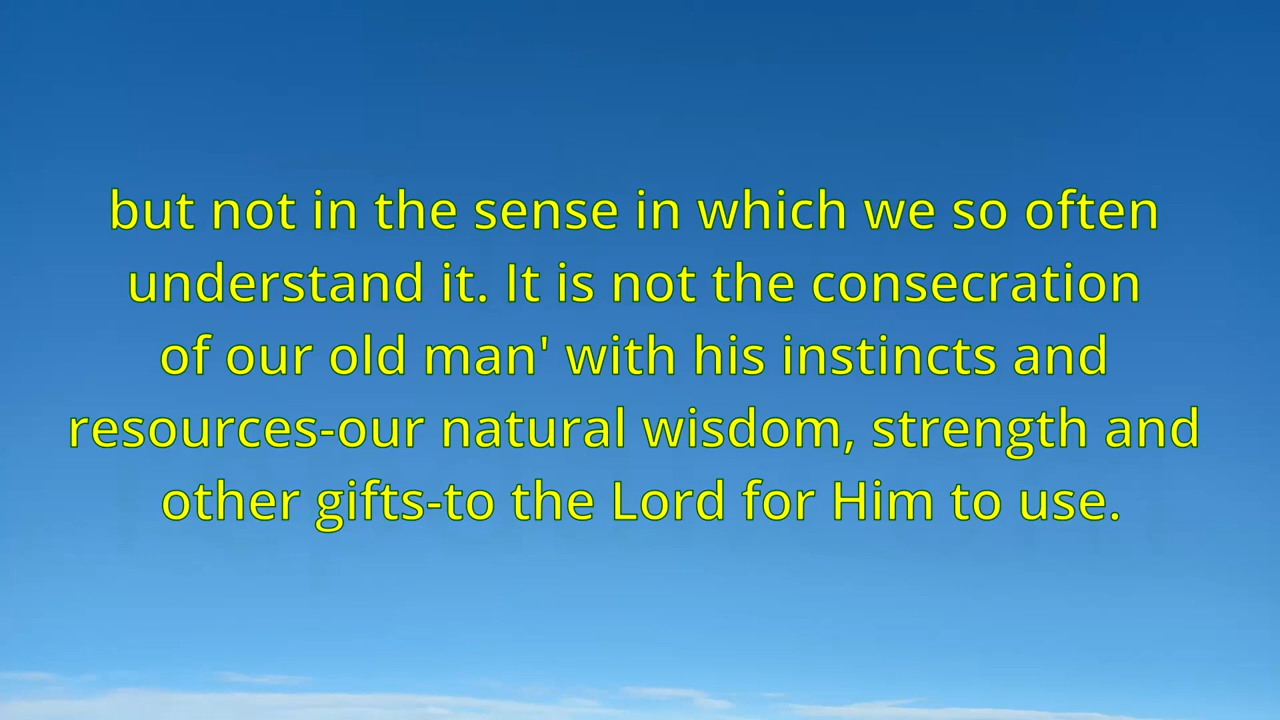 but not in the sense in which we so often
understand it. It is not the consecration
of our old man' with his instincts and
resources-our natural wisdom, strength and
other gifts-to the Lord for Him to use.